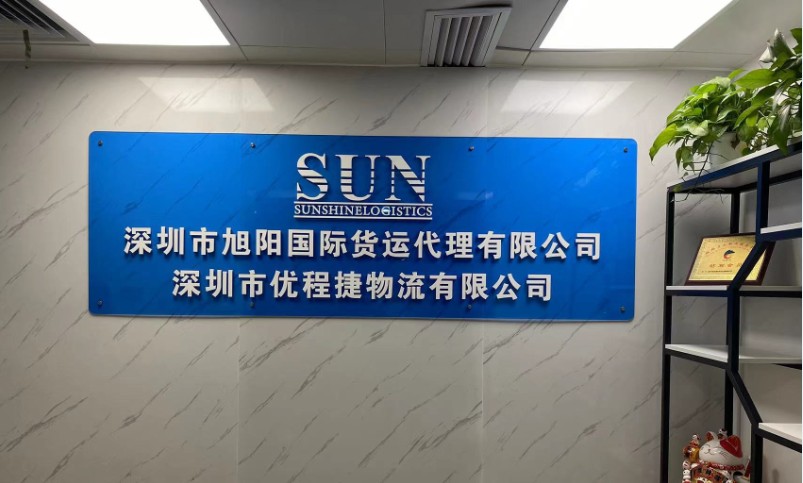 SUN
SUNSHINELOGISTICS
深圳市旭阳国际货运代理有限公司
深圳市优程捷物流有限公司